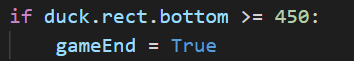 if duck.rect.bottom >= 450:
    gameEnd = True